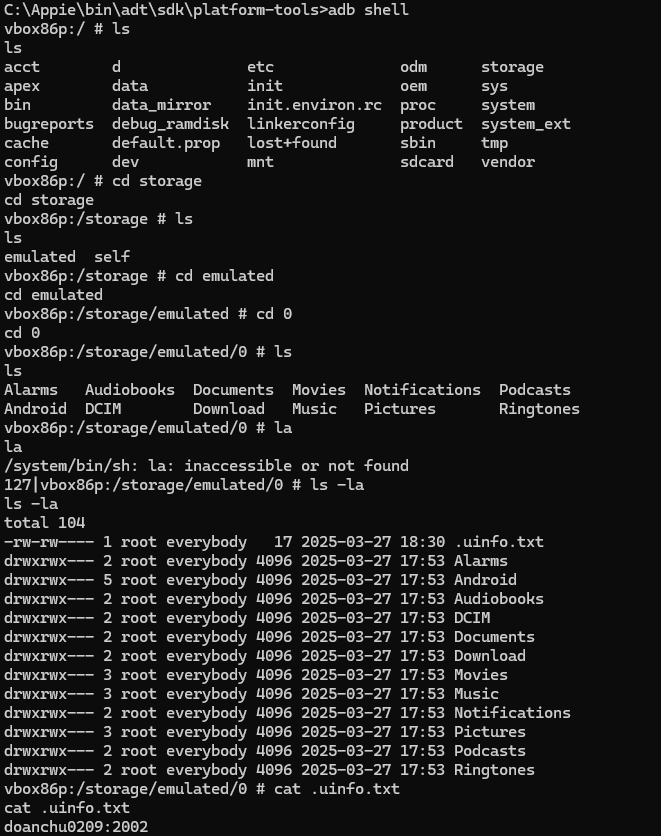 C:\Appie\bin\adt\sdk\platform-tools>adb shell
vbox86p:/ # ls
ls
acct        d              etc              odm      storage
apex        data           init             oem      sys
bin         data_mirror    init.environ.rc  proc     system
bugreports  debug_ramdisk  linkerconfig     product  system_ext
cache       default.prop   lost+found       sbin     tmp
config      dev            mnt              sdcard   vendor
vbox86p:/ # cd storage
cd storage
vbox86p:/storage # ls
ls
emulated  self
vbox86p:/storage # cd emulated
cd emulated
vbox86p:/storage/emulated # cd 0
cd 0
vbox86p:/storage/emulated/0 # ls
ls
Alarms   Audiobooks  Documents  Movies  Notifications  Podcasts
Android  DCIM        Download   Music   Pictures       Ringtones
vbox86p:/storage/emulated/0 # la
la
/system/bin/sh: la: inaccessible or not found
127|vbox86p:/storage/emulated/0 # ls -la
ls -la
total 104
-rw-rw---- 1 root everybody   17 2025-03-27 18:30 .uinfo.txt
drwxrwx--- 2 root everybody 4096 2025-03-27 17:53 Alarms
drwxrwx--- 5 root everybody 4096 2025-03-27 17:53 Android
drwxrwx--- 2 root everybody 4096 2025-03-27 17:53 Audiobooks
drwxrwx--- 2 root everybody 4096 2025-03-27 17:53 DCIM
drwxrwx--- 2 root everybody 4096 2025-03-27 17:53 Documents
drwxrwx--- 2 root everybody 4096 2025-03-27 17:53 Download
drwxrwx--- 3 root everybody 4096 2025-03-27 17:53 Movies
drwxrwx--- 3 root everybody 4096 2025-03-27 17:53 Music
drwxrwx--- 2 root everybody 4096 2025-03-27 17:53 Notifications
drwxrwx--- 3 root everybody 4096 2025-03-27 17:53 Pictures
drwxrwx--- 2 root everybody 4096 2025-03-27 17:53 Podcasts
drwxrwx--- 2 root everybody 4096 2025-03-27 17:53 Ringtones
vbox86p:/storage/emulated/0 # cat .uinfo.txt
cat .uinfo.txt
doanchu0209:2002